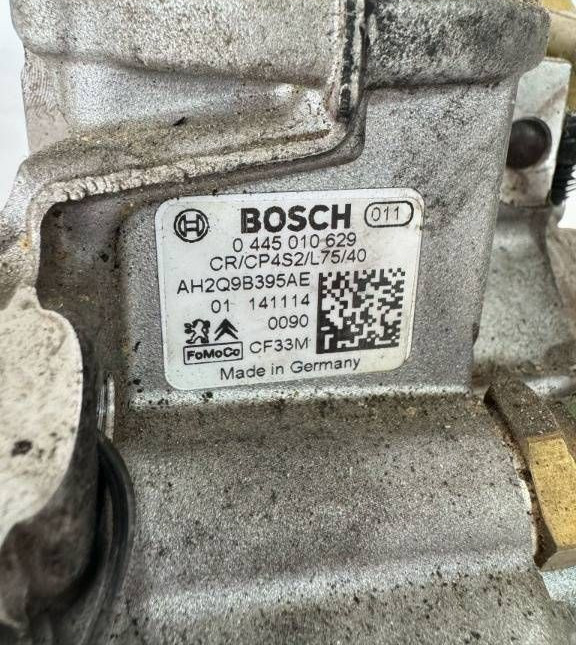 BOSCH 011
0 445 010 629
CR/CP4S2/L75/40
AH2Q9B395AE
01 141114
0090
FoMoCo CF33M
Made in Germany